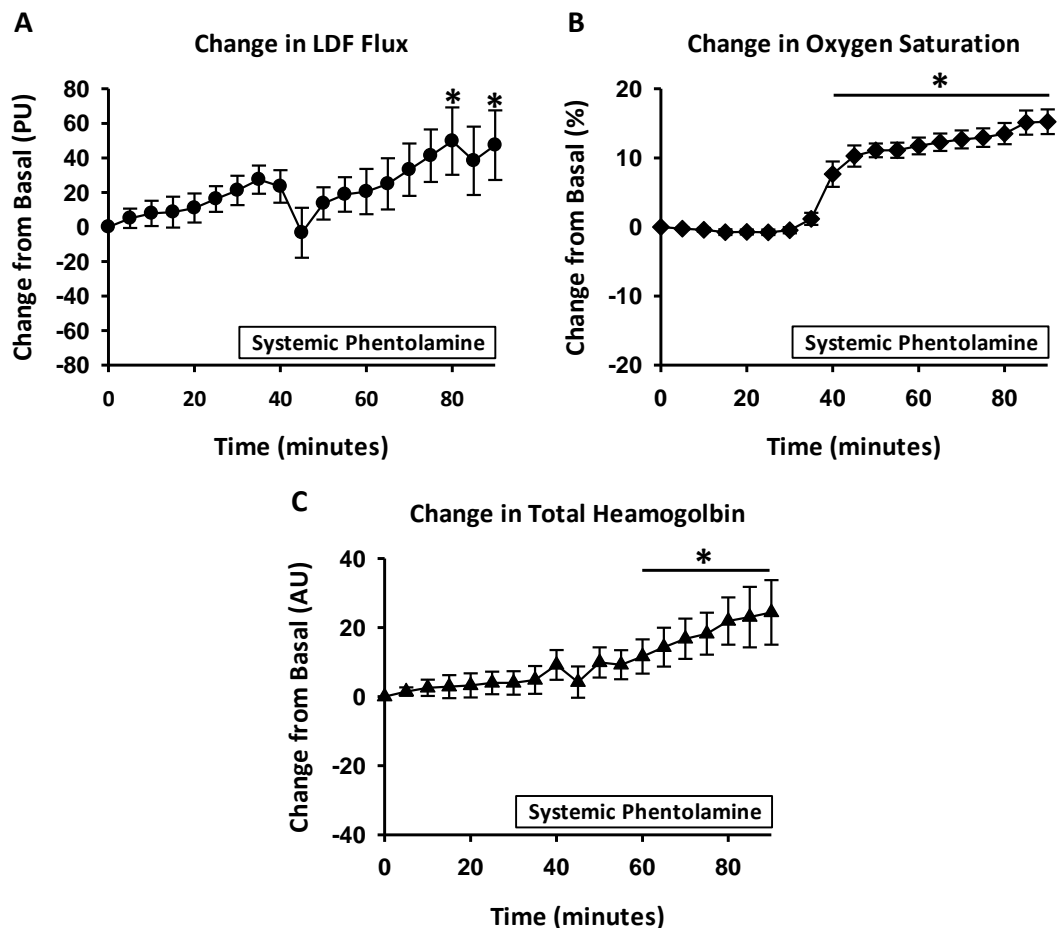 A
Change in LDF Flux
Change from Basal (PU)
80
60
40
20
0
-20
-40
-60
-80
* *
Systemic Phentolamine
0 20 40 60 80
Time (minutes)
B
Change in Oxygen Saturation
Change from Basal (%)
20
10
0
-10
-20
*
Systemic Phentolamine
0 20 40 60 80
Time (minutes)
C
Change in Total Heamogolbin
Change from Basal (AU)
40
20
0
-20
-40
*
Systemic Phentolamine
0 20 40 60 80
Time (minutes)